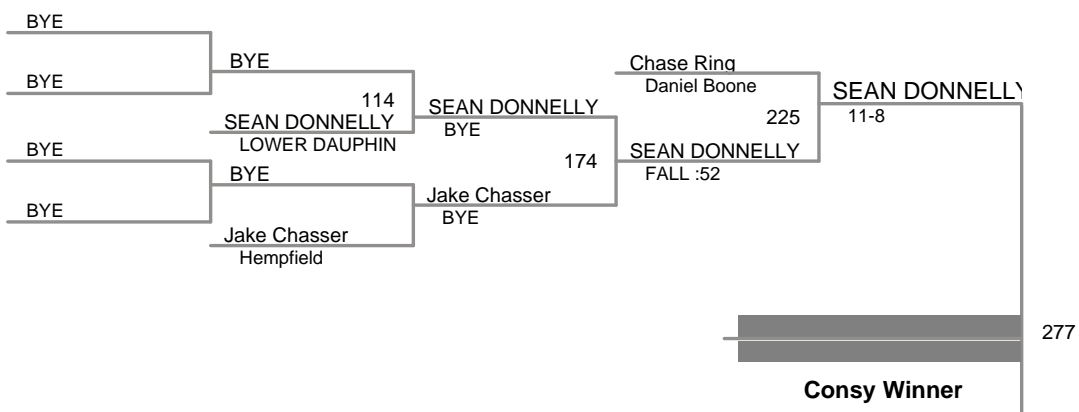 BYE
BYE
BYE
114
SEAN DONNELLY
LOWER DAUPHIN
SEAN DONNELLY
BYE
BYE
BYE
BYE
Jake Chasser
Hempfield
Jake Chasser
BYE
174
Chase Ring
Daniel Boone
225
SEAN DONNELLY
FALL :52
SEAN DONNELLY
11-8
277
Consy Winner